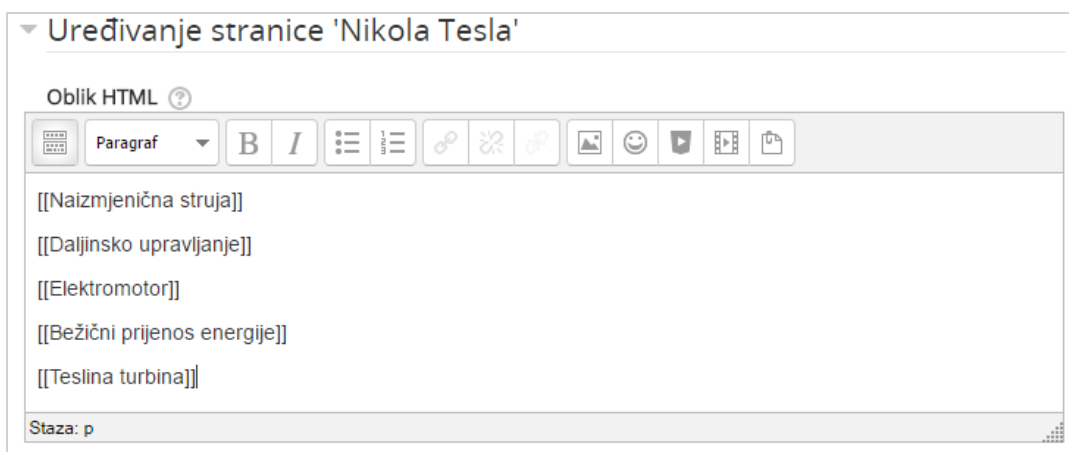 Uređivanje stranice 'Nikola Tesla'
Oblik HTML
Paragraf B I
[[Naizmjenična struja]]
[[Daljinsko upravljanje]]
[[Elektromotor]]
[[Bežični prijenos energije]]
[[Teslina turbina]]
Staza: p